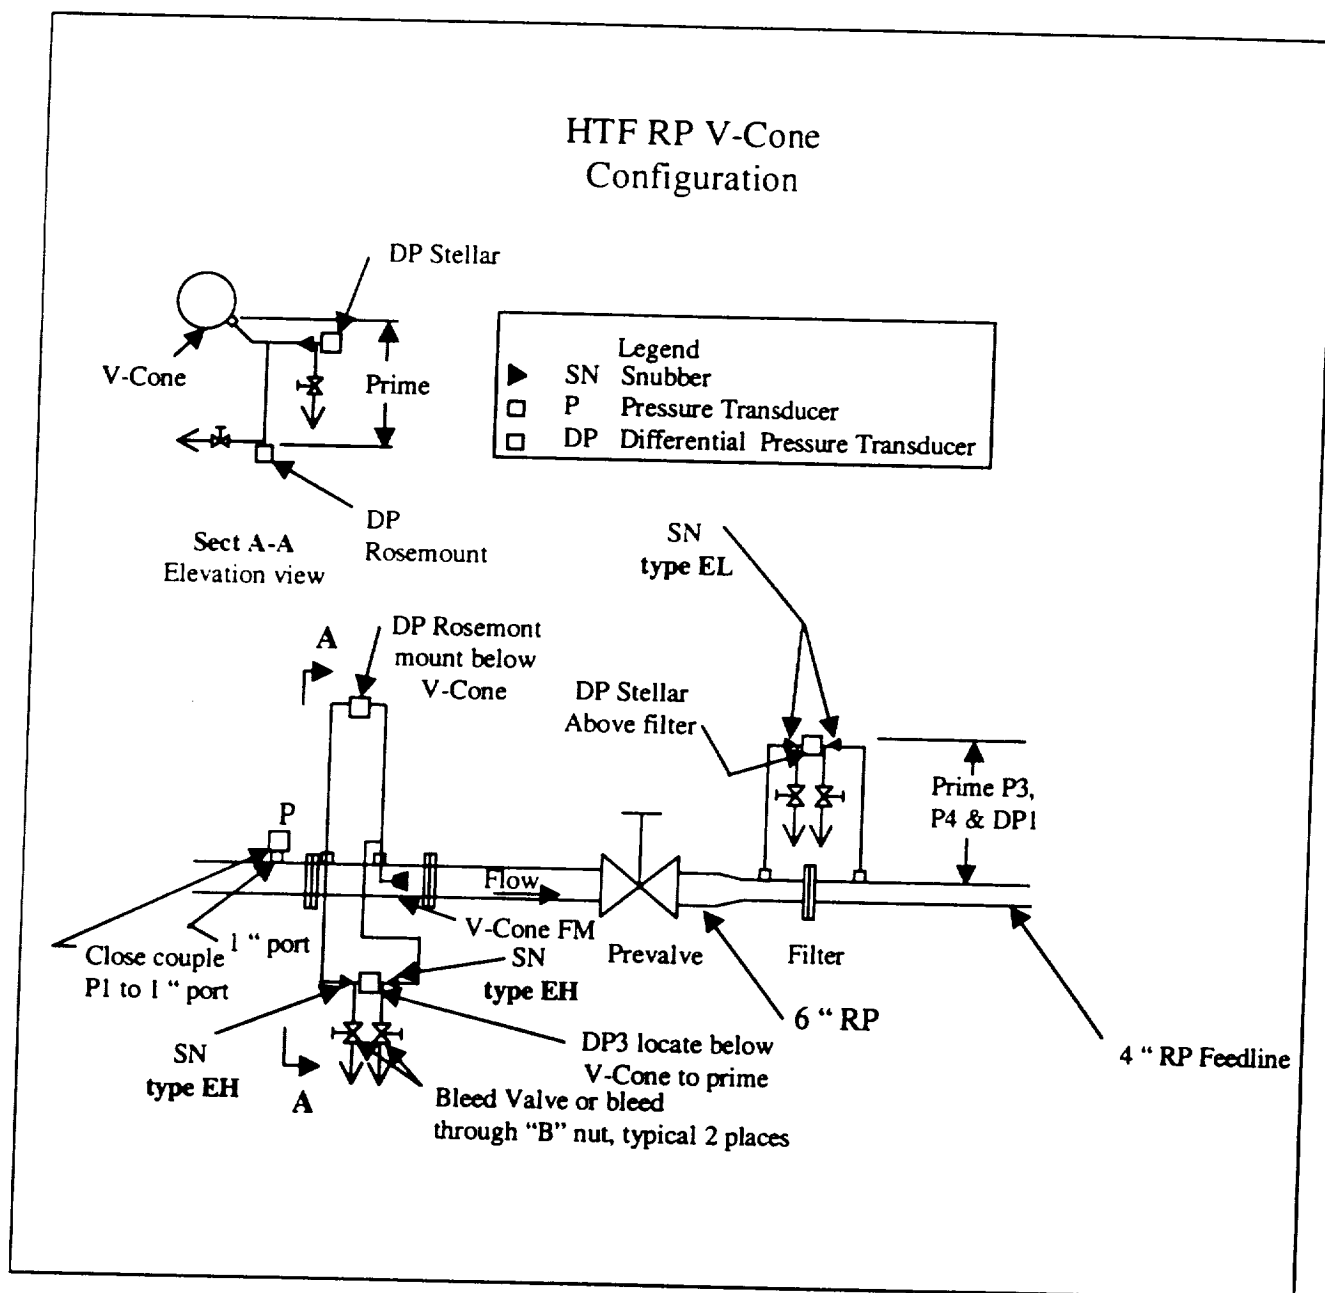 HTF RP V-Cone
Configuration
DP Stellar
V-Cone
Prime
Legend
SN Snubber
P Pressure Transducer
DP Differential Pressure Transducer
DP
Rosemount
Sect A-A
Elevation view
SN
type EL
A
DP Rosemont
mount below
V-Cone
DP Stellar
Above filter
Prime P3,
P4 & DP1
P
Flow
V-Cone FM
Prevalve
Filter
1 “ port
Close couple
P1 to 1 “ port
SN
type EH
6 “ RP
SN
type EH
DP3 locate below
V-Cone to prime
4 “ RP Feedline
A
Bleed Valve or bleed
through “B” nut, typical 2 places